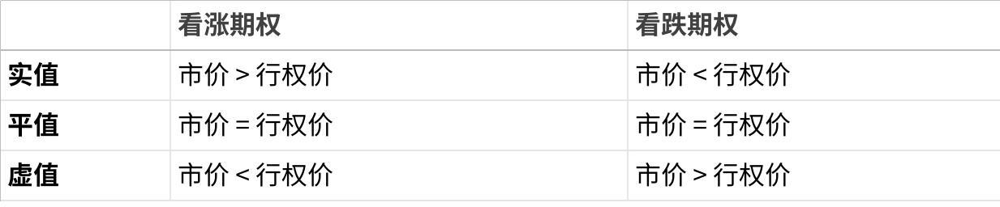 看涨期权 看跌期权
实值 市价 > 行权价 市价 < 行权价
平值 市价 = 行权价 市价 = 行权价
虚值 市价 < 行权价 市价 > 行权价